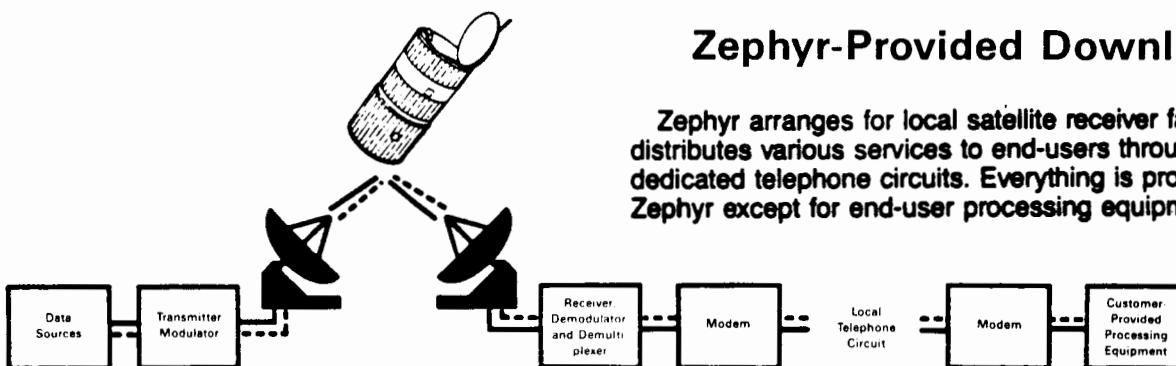 Zephyr-Provided Downl
Zephyr arranges for local satellite receiver fa
distributes various services to end-users throu
dedicated telephone circuits. Everything is pro
Zephyr except for end-user processing equipm
Data
Sources
Transmitter
Modulator
Receiver.
Demodulator
and Demulti
plexer
Modem
Local
Telephone
Circuit
Modem
Customer-
Provided
Processing
Equipment